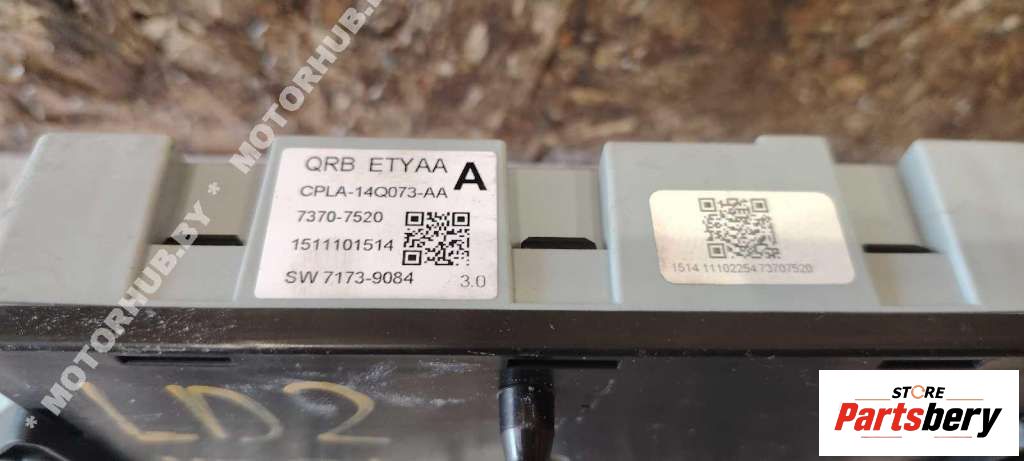 * MOTORHUB.BY * MOTORHUB.BY
QRB ETYAA
A
CPLA-14Q073-AA
7370-7520
1511101514
SW 7173-9084
3.0
1514 1110225473707520
LD2
STORE
Partsbery